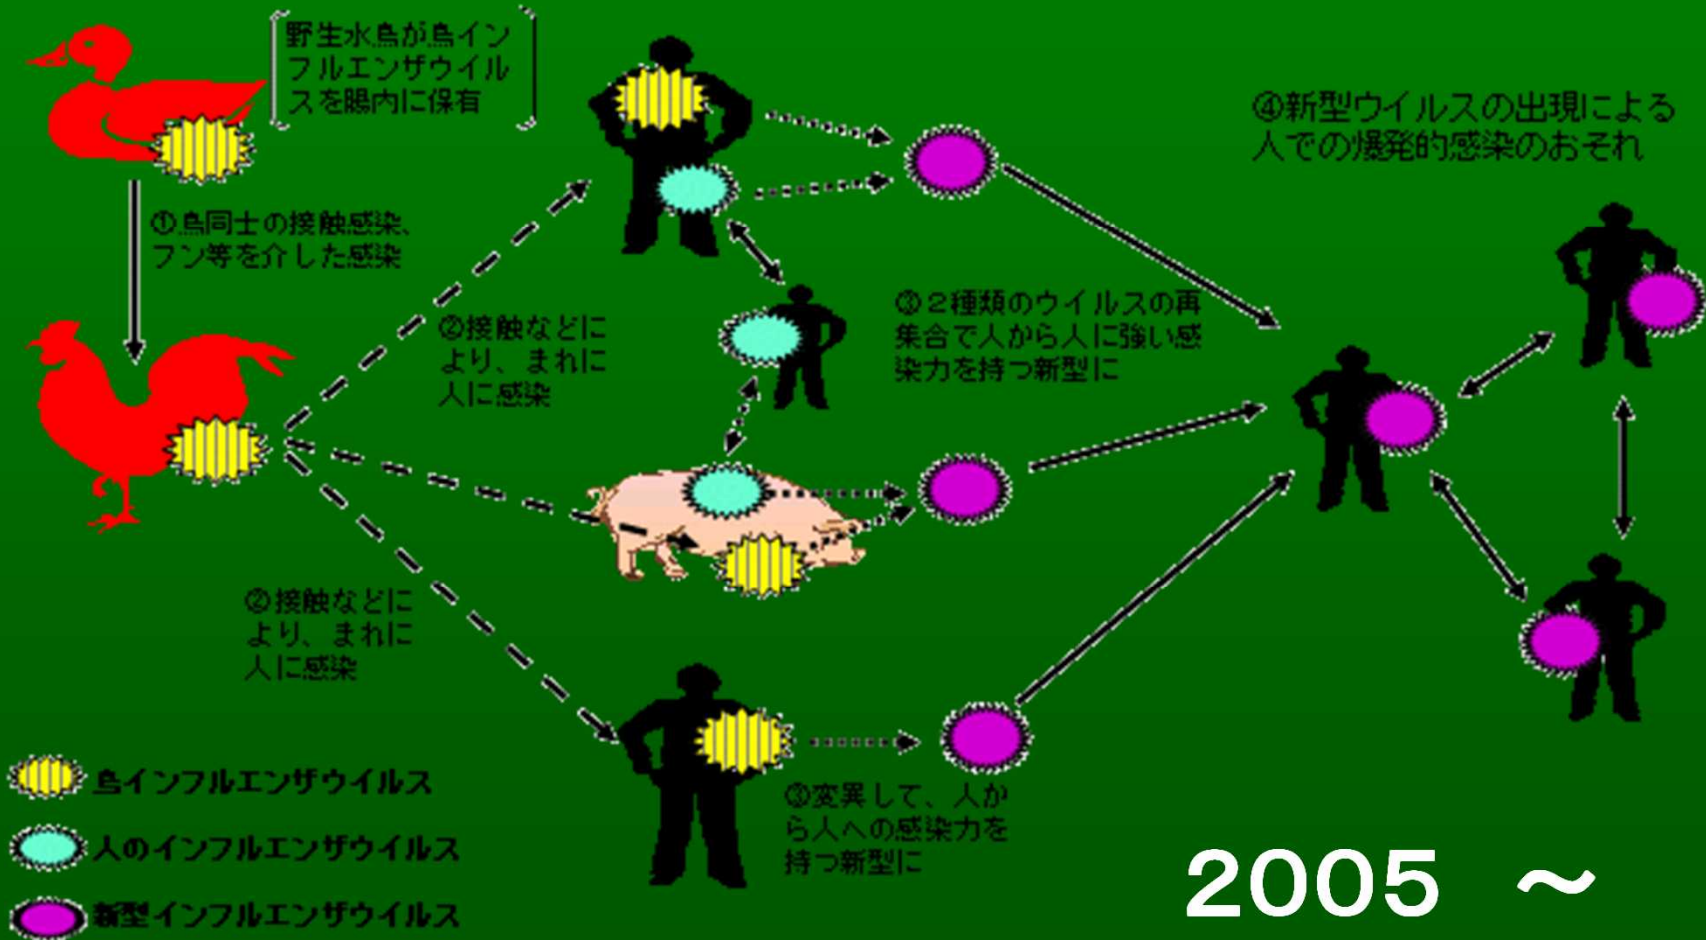 野生水鳥が鳥イン
フルエンザウイル
スを腸内に保有
①鳥同士の接触感染、
フン等を介した感染
②接触などに
より、まれに
人に感染
③２種類のウイルスの再
集合で人から人に強い感
染力を持つ新型に
④新型ウイルスの出現による
人での爆発的感染のおそれ
②接触などに
より、まれに
人に感染
③変異して、人か
ら人への感染力を
持つ新型に
鳥インフルエンザウイルス
人のインフルエンザウイルス
新型インフルエンザウイルス
2005 ～